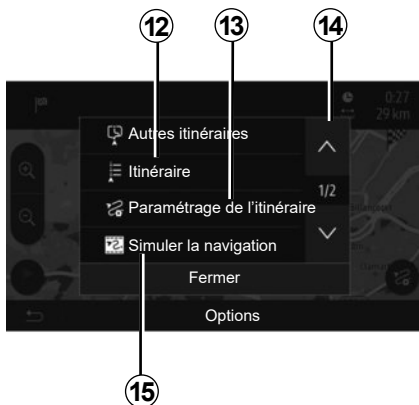 12 13 14
0:27
29 km
Autres itinéraires
Itinéraire
1/2
Paramétrage de l'itinéraire
Simuler la navigation
Fermer
Options
15